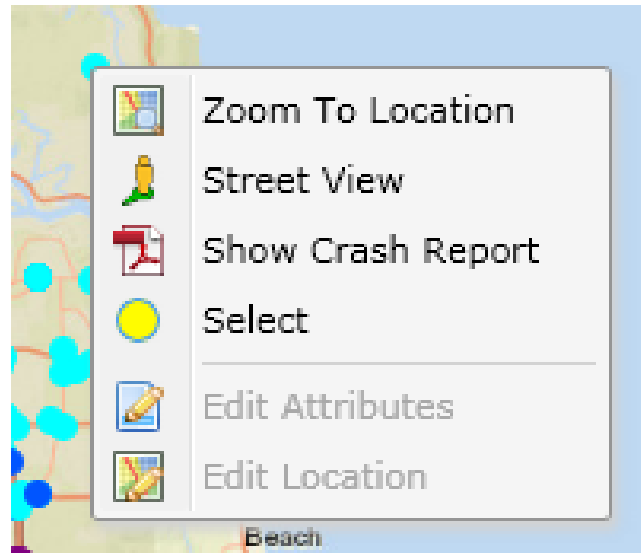 Zoom To Location
Street View
Show Crash Report
Select
Edit Attributes
Edit Location
Beach